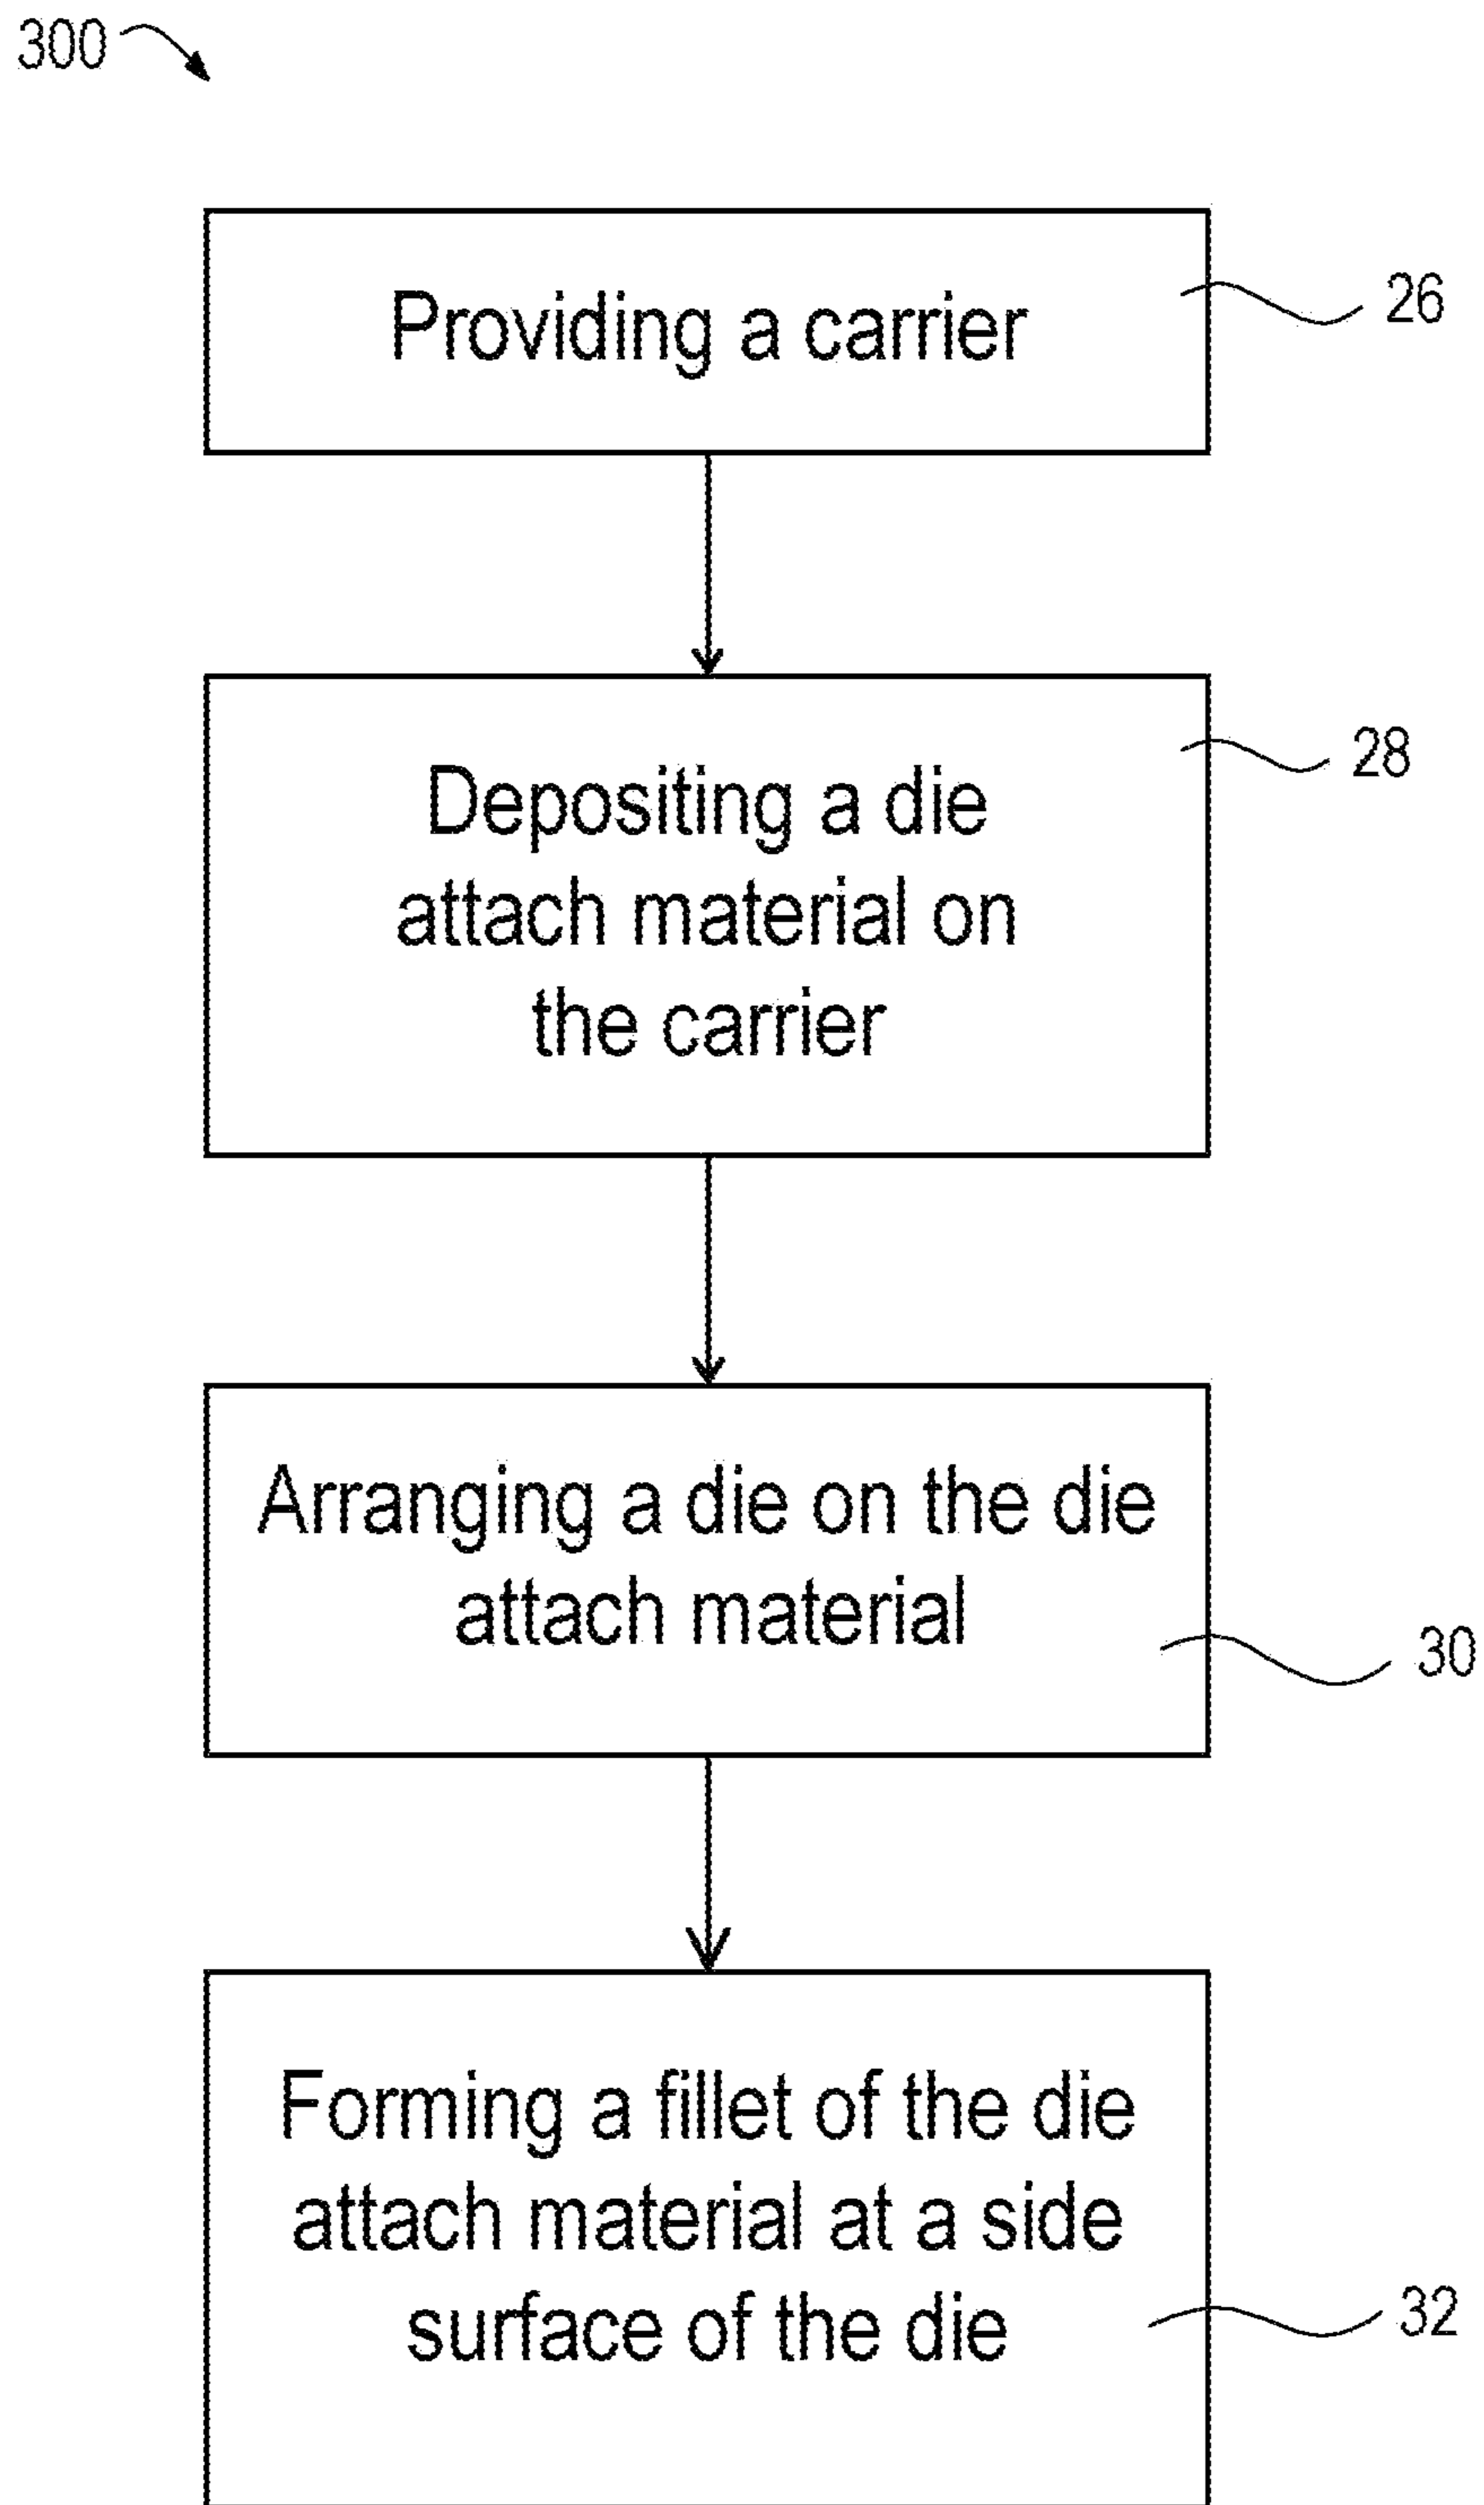 300
Providing a carrier
26
Depositing a die
attach material on
the carrier
28
Arranging a die on the die
attach material
30
Forming a fillet of the die
attach material at a side
surface of the die
32